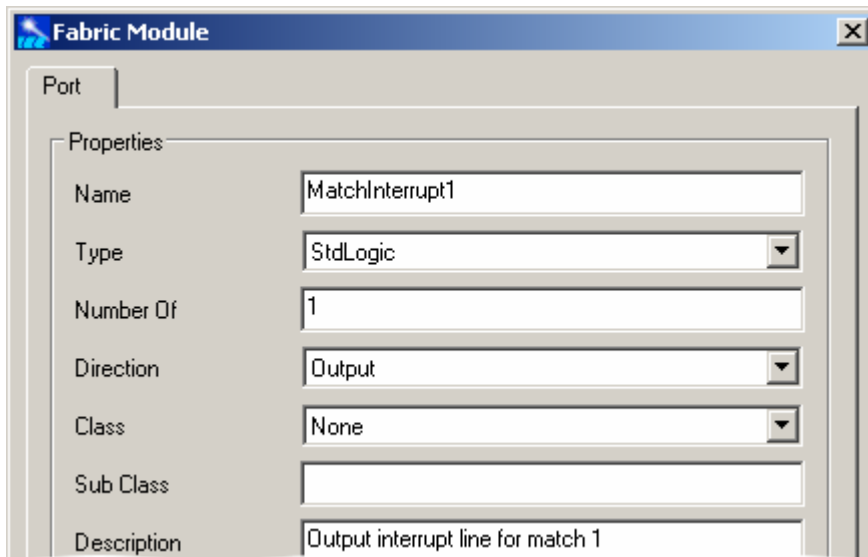 Fabric Module
Port
Properties
Name MatchInterrupt1
Type StdLogic
Number Of 1
Direction Output
Class None
Sub Class
Description Output interrupt line for match 1